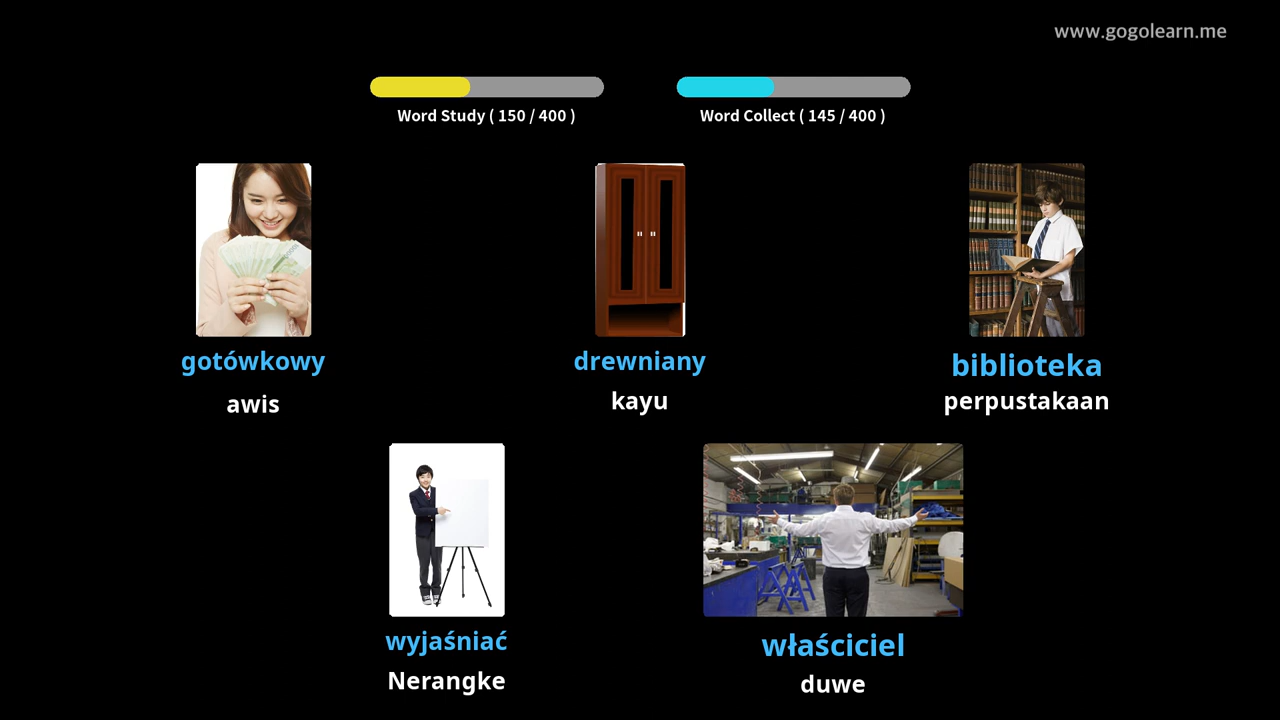 www.gogolearn.me
Word Study ( 150 / 400 )
Word Collect ( 145 / 400 )
gotówkowy
awis
drewniany
kayu
biblioteka
perpustakaan
wyjaśniać
Nerangke
właściciel
duwe